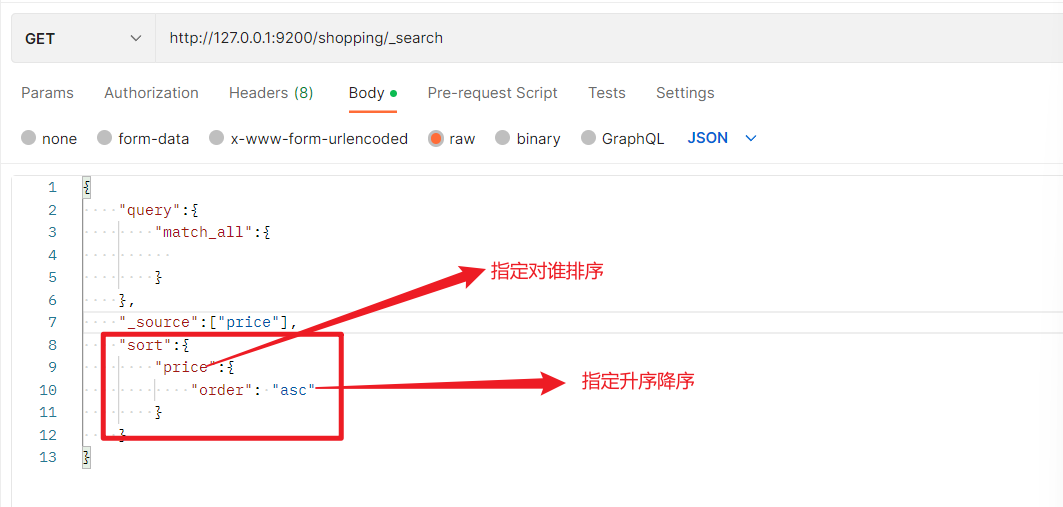 GET http://127.0.0.1:9200/shopping/_search
Params Authorization Headers (8) Body Pre-request Script Tests Settings
none form-data x-www-form-urlencoded raw binary GraphQL JSON
1 {
2 "query":{
3 "match_all":{
4
5 }
6 },
7 "_source":["price"],
8 "sort":{
9 "price":{
10 "order": "asc"
11 }
12 }
13 }
指定对谁排序
指定升序降序